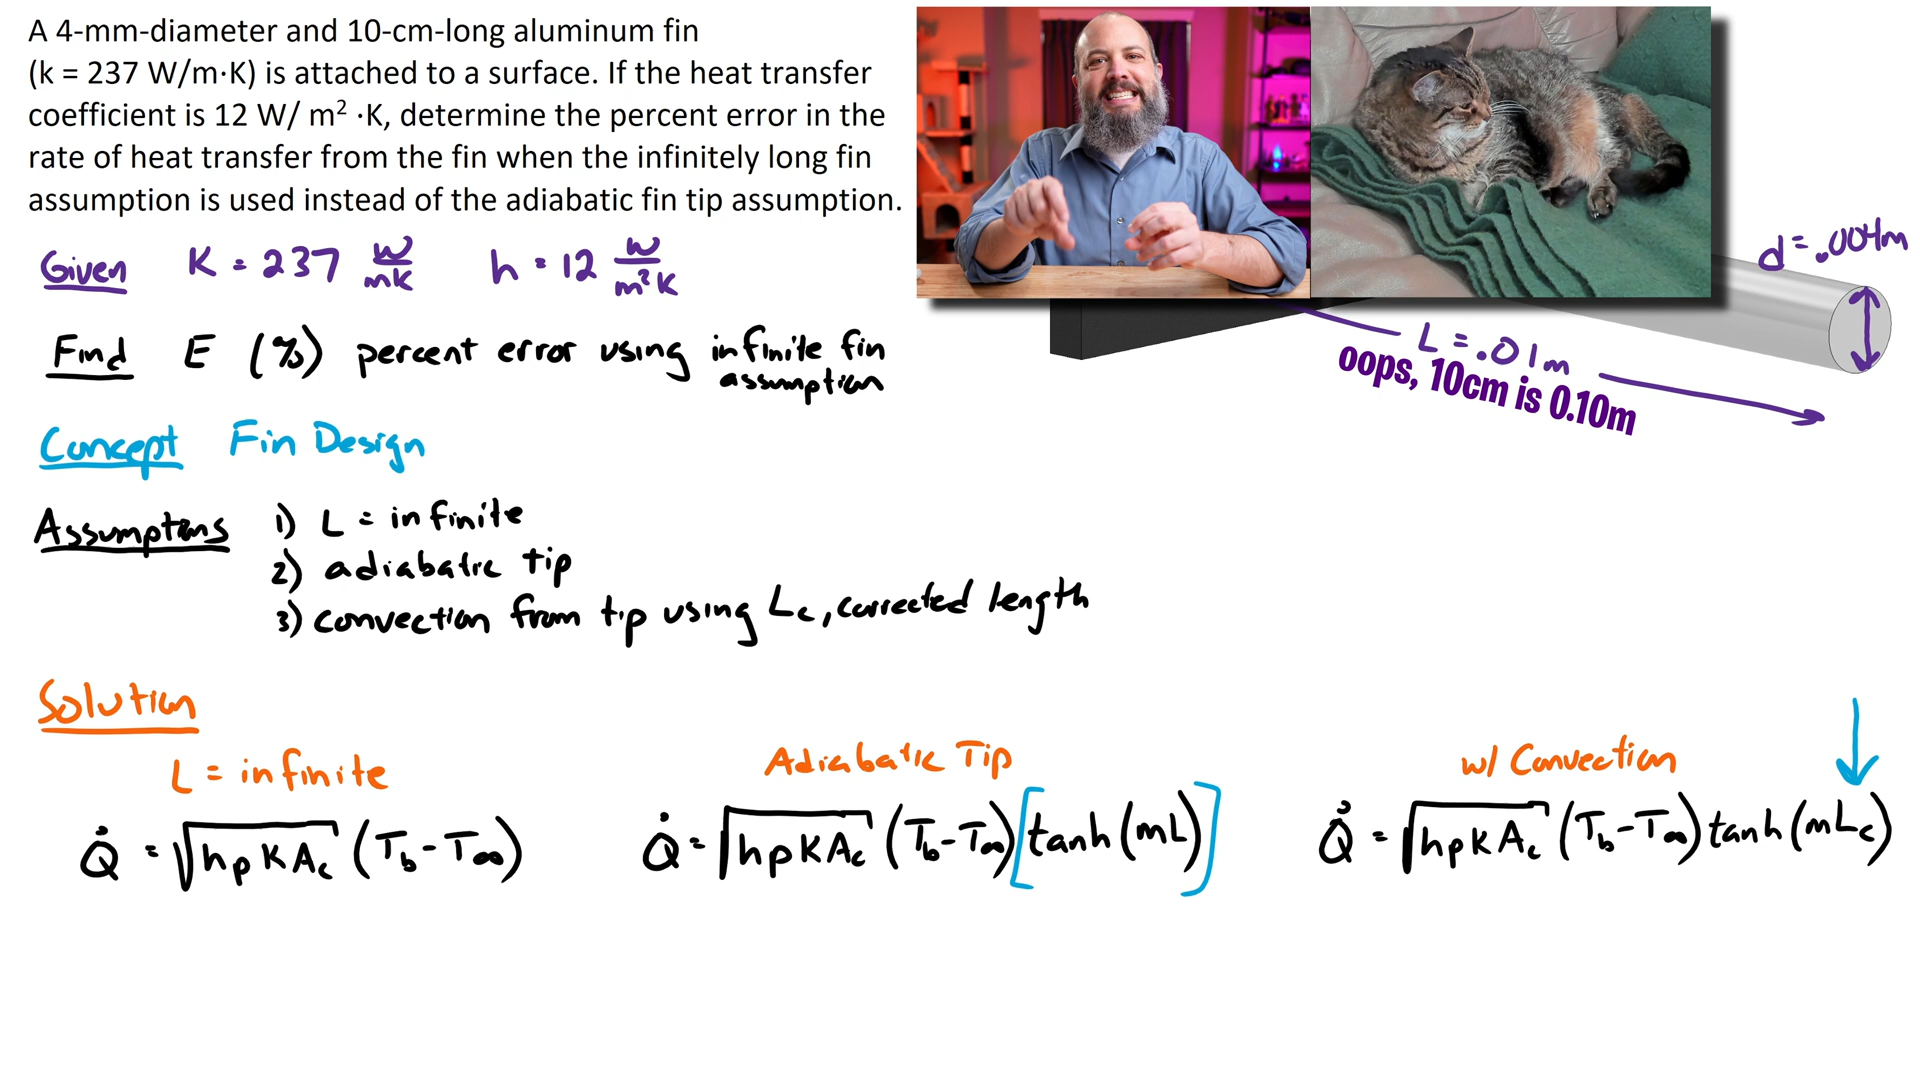 A 4-mm-diameter and 10-cm-long aluminum fin
(k = 237 W/m·K) is attached to a surface. If the heat transfer
coefficient is 12 W/ m² ·K, determine the percent error in the
rate of heat transfer from the fin when the infinitely long fin
assumption is used instead of the adiabatic fin tip assumption.
Given K = 237 W/mK h = 12 W/m²K
d = .004m
L = .01m
oops, 10cm is 0.10m
Find E (%) percent error using infinite fin
assumption
Concept Fin Design
Assumptons 1) L = infinite
2) adiabatic tip
3) convection from tip using Lc, corrected length
Solution
L = infinite
Q̇ = √hpKAc (Tb-T∞)
Adiabatic Tip
Q̇ = √hpKAc (Tb-T∞)[tanh(mL)]
w/ Convection
Q̇ = √hpKAc (Tb-T∞) tanh(mLc)